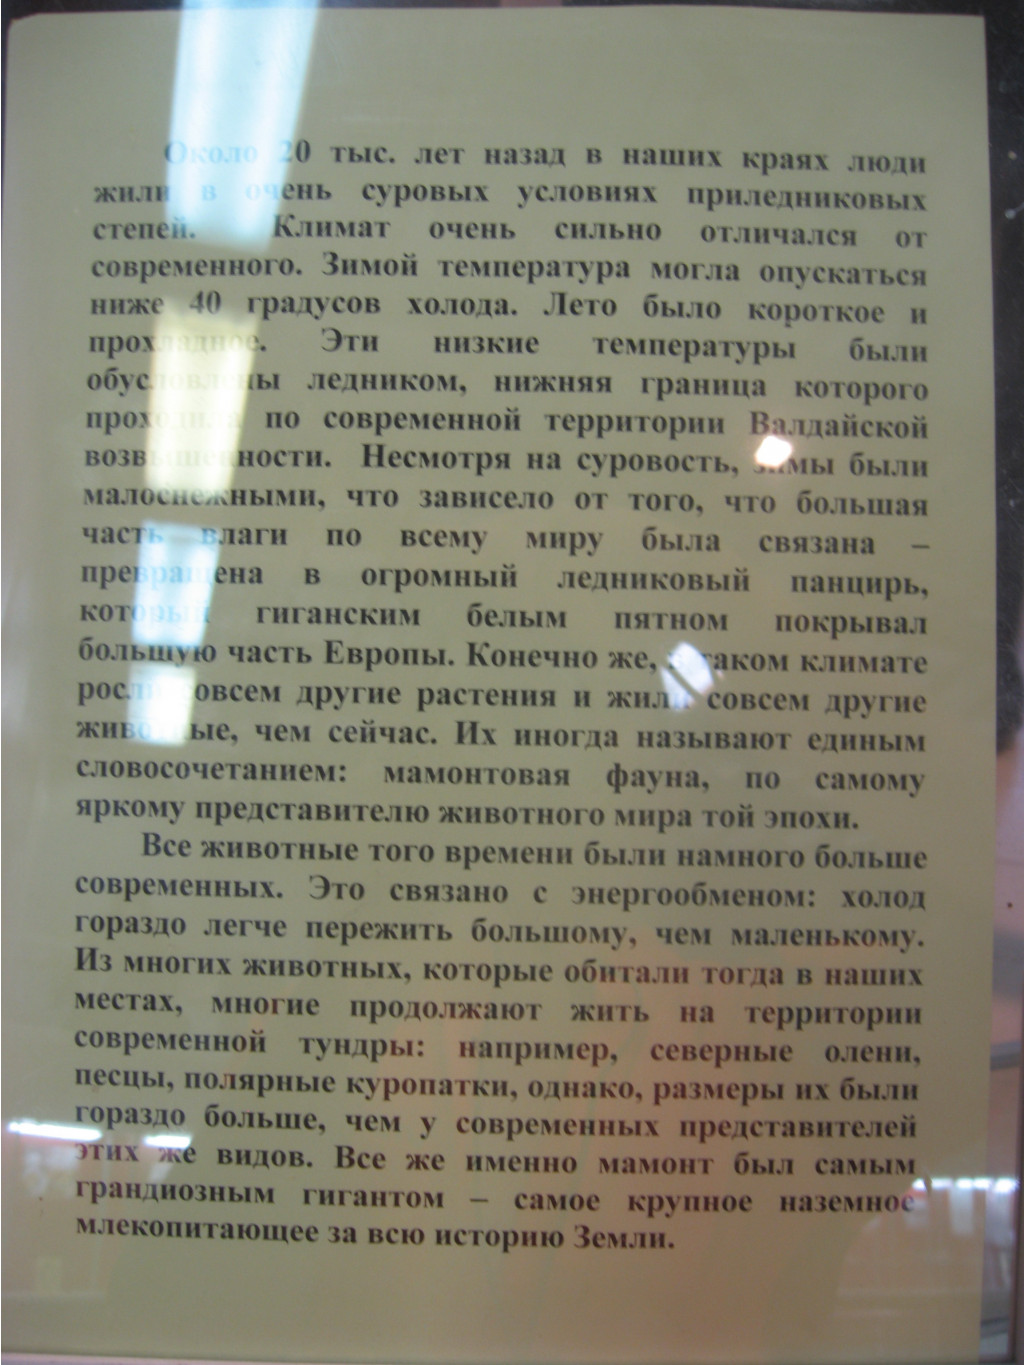 Около 20 тыс. лет назад в наших краях люди
жили в очень суровых условиях приледниковых
степей. Климат очень сильно отличался от
современного. Зимой температура могла опускаться
ниже 40 градусов холода. Лето было короткое и
прохладное. Эти низкие температуры были
обусловлены ледником, нижняя граница которого
проходила по современной территории Валдайской
возвышенности. Несмотря на суровость, зимы были
малоснежными, что зависело от того, что большая
часть влаги по всему миру была связана –
превращена в огромный ледниковый панцирь,
который гиганским белым пятном покрывал
большую часть Европы. Конечно же, в таком климате
росли совсем другие растения и жили совсем другие
животные, чем сейчас. Их иногда называют единым
словосочетанием: мамонтовая фауна, по самому
яркому представителю животного мира той эпохи.
Все животные того времени были намного больше
современных. Это связано с энергообменом: холод
гораздо легче пережить большому, чем маленькому.
Из многих животных, которые обитали тогда в наших
местах, многие продолжают жить на территории
современной тундры: например, северные олени,
песцы, полярные куропатки, однако, размеры их были
гораздо больше, чем у современных представителей
этих же видов. Все же именно мамонт был самым
грандиозным гигантом – самое крупное наземное
млекопитающее за всю историю Земли.